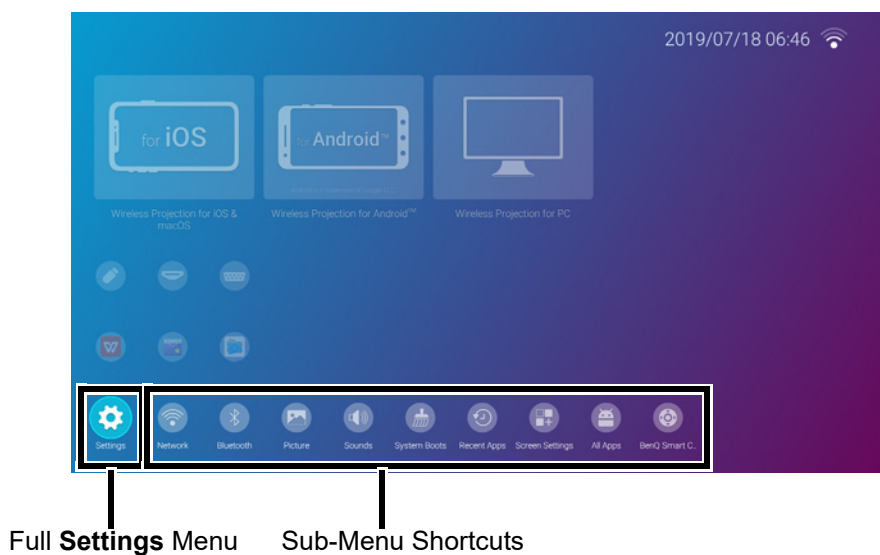 2019/07/18 06:46
for iOS
for Android™
Wireless Projection for iOS &
macOS
Wireless Projection for Android™
Wireless Projection for PC
Settings
Network
Bluetooth
Picture
Sounds
System Boots
Recent Apps
Screen Settings
All Apps
BenQ Smart C..
Full Settings Menu
Sub-Menu Shortcuts